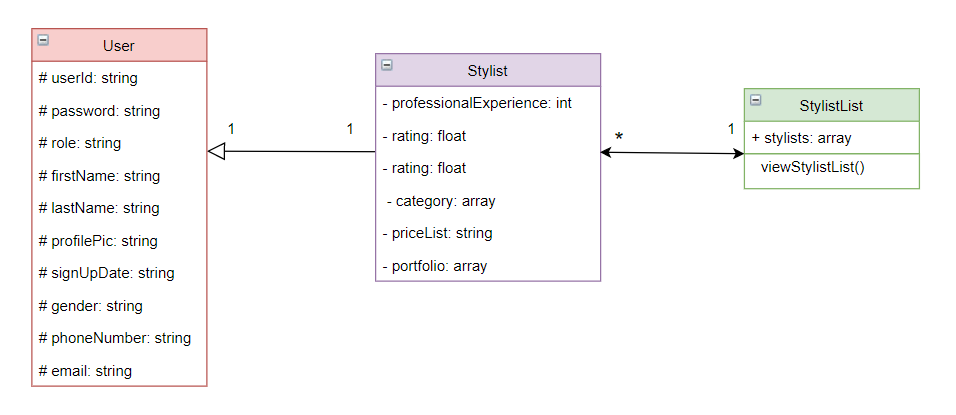 User
# userId: string
# password: string
# role: string
# firstName: string
# lastName: string
# profilePic: string
# signUpDate: string
# gender: string
# phoneNumber: string
# email: string
1
1
Stylist
- professionalExperience: int
- rating: float
- rating: float
- category: array
- priceList: string
- portfolio: array
*
1
StylistList
+ stylists: array
viewStylistList()